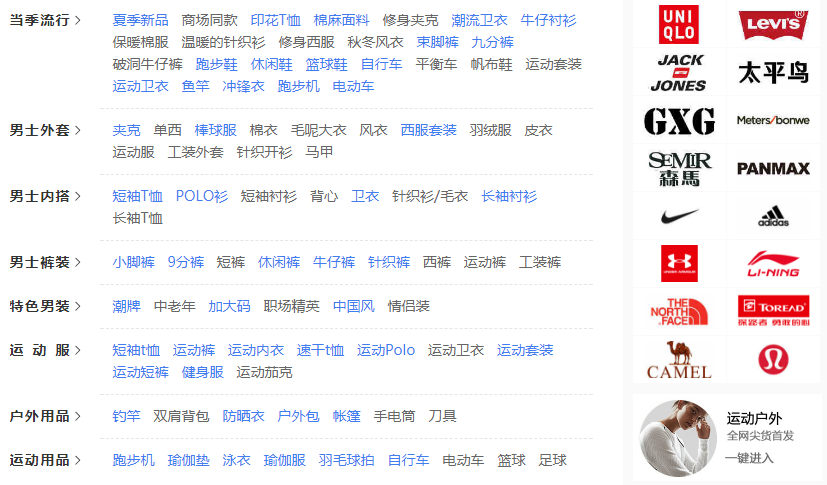 当季流行 > 夏季新品 商场同款 印花T恤 棉麻面料 修身夹克 潮流卫衣 牛仔衬衫
保暖棉服 温暖的针织衫 修身西服 秋冬风衣 束脚裤 九分裤
破洞牛仔裤 跑步鞋 休闲鞋 篮球鞋 自行车 平衡车 帆布鞋 运动套装
运动卫衣 鱼竿 冲锋衣 跑步机 电动车
男士外套 > 夹克 单西 棒球服 棉衣 毛呢大衣 风衣 西服套装 羽绒服 皮衣
运动服 工装外套 针织开衫 马甲
男士内搭 > 短袖T恤 POLO衫 短袖衬衫 背心 卫衣 针织衫/毛衣 长袖衬衫
长袖T恤
男士裤装 > 小脚裤 9分裤 短裤 休闲裤 牛仔裤 针织裤 西裤 运动裤 工装裤
特色男装 > 潮牌 中老年 加大码 职场精英 中国风 情侣装
运 动 服 > 短袖t恤 运动裤 运动内衣 速干t恤 运动Polo 运动卫衣 运动套装
运动短裤 健身服 运动茄克
户外用品 > 钓竿 双肩背包 防晒衣 户外包 帐篷 手电筒 刀具
运动用品 > 跑步机 瑜伽垫 泳衣 瑜伽服 羽毛球拍 自行车 电动车 篮球 足球
UNI
QLO
LEVI'S®
JACK
JONES
太平鸟
GXG
Meters/bonwe
SEMIR
森馬
PANMAX
adidas
UNDER ARMOUR
LI-NING
THE
NORTH
FACE
TOREAD
探路者 勇敢的心
CAMEL
运动户外
全网尖货首发
一键进入